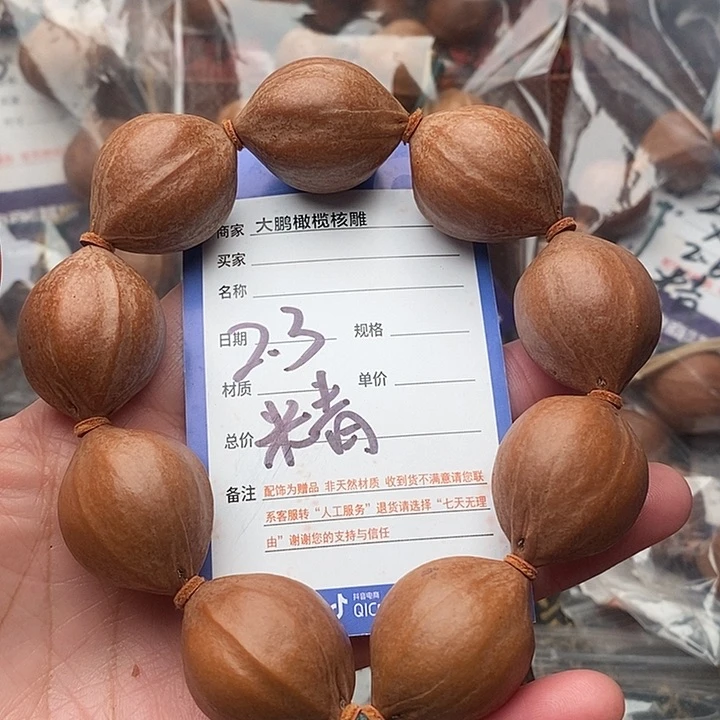 商家 大鹏橄榄核雕
买家
名称
日期 2.3 规格
材质 单价
总价
备注 配饰为赠品 非天然材质 收到货不满意请您联
系客服转“人工服务”退货请选择“七天无理
由”谢谢您的支持与信任
抖音电商
QIC